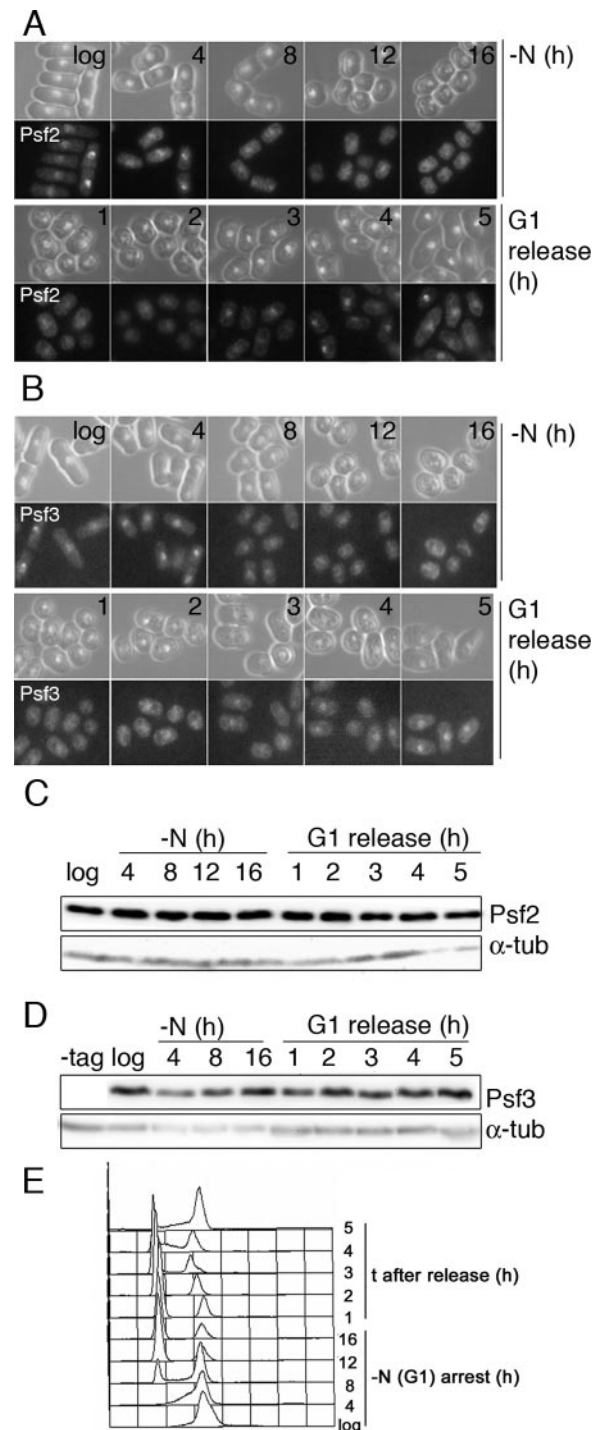 A
log 4 8 12 16 -N (h)
Psf2
1 2 3 4 5 G1 release (h)
Psf2
B
log 4 8 12 16 -N (h)
Psf3
1 2 3 4 5 G1 release (h)
Psf3
C
-N (h) G1 release (h)
log 4 8 12 16 1 2 3 4 5
Psf2
α-tub
D
-N (h) G1 release (h)
-tag log 4 8 16 1 2 3 4 5
Psf3
α-tub
E
5
4
3
2
1
t after release (h)
16
12
8
4
log
-N (G1) arrest (h)